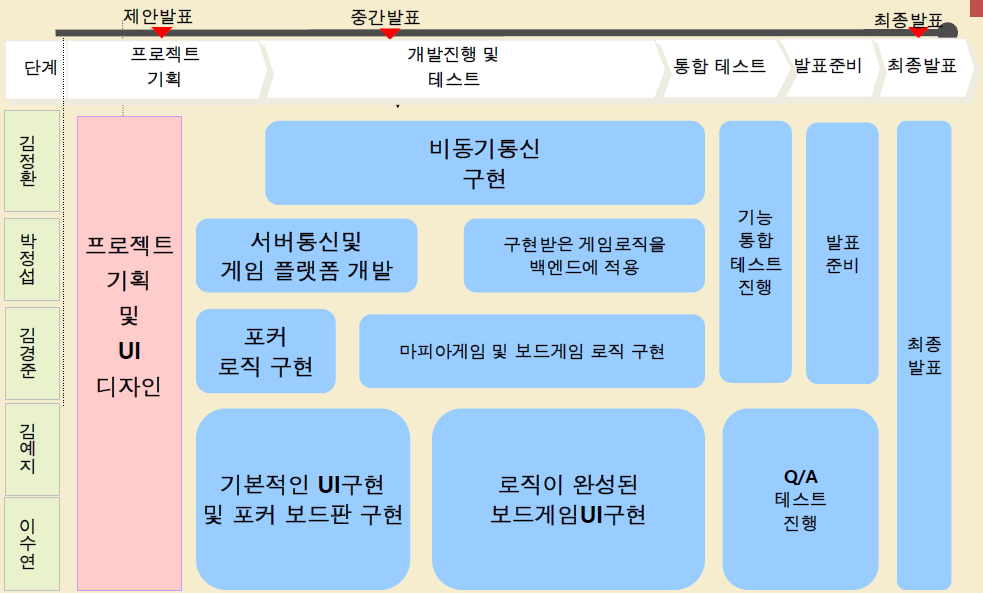 제안발표
중간발표
최종발표
단계
프로젝트
기획
개발진행 및
테스트
통합 테스트
발표준비
최종발표
김정환
박정섭
김경준
김예지
이수연
프로젝트
기획
및
UI
디자인
비동기통신
구현
서버통신및
게임 플랫폼 개발
구현받은 게임로직을
백엔드에 적용
포커
로직 구현
마피아게임 및 보드게임 로직 구현
기본적인 UI구현
및 포커 보드판 구현
로직이 완성된
보드게임UI구현
기능
통합
테스트
진행
발표
준비
Q/A
테스트
진행
최종
발표